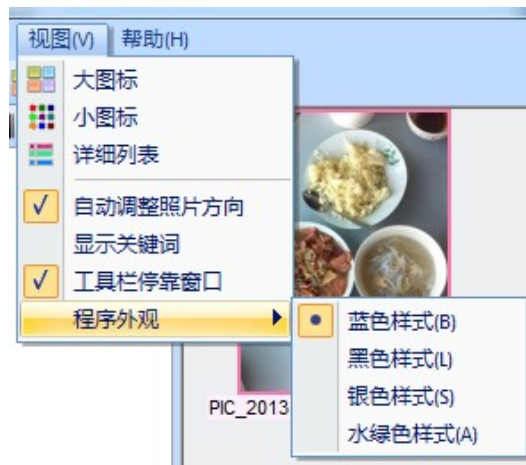 视图(V) 帮助(H)
大图标
小图标
详细列表
自动调整照片方向
显示关键词
工具栏停靠窗口
程序外观
蓝色样式(B)
黑色样式(L)
银色样式(S)
水绿色样式(A)
PIC_2013